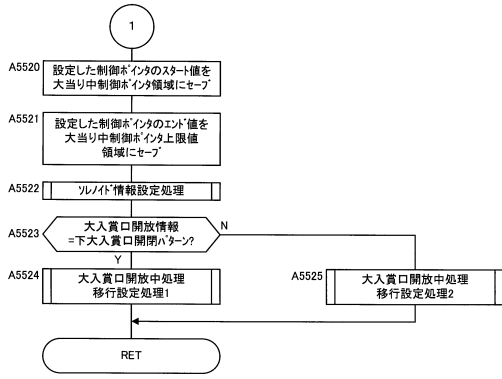 1
A5520
設定した制御ポインタのスタート値を
大当り中制御ポインタ領域にセーブ
A5521
設定した制御ポインタのエンド値を
大当り中制御ポインタ上限値
領域にセーブ
A5522
ソレノイド情報設定処理
A5523
大入賞口開放情報
=下大入賞口開閉パターン?
N
Y
A5524
大入賞口開放中処理
移行設定処理1
A5525
大入賞口開放中処理
移行設定処理2
RET